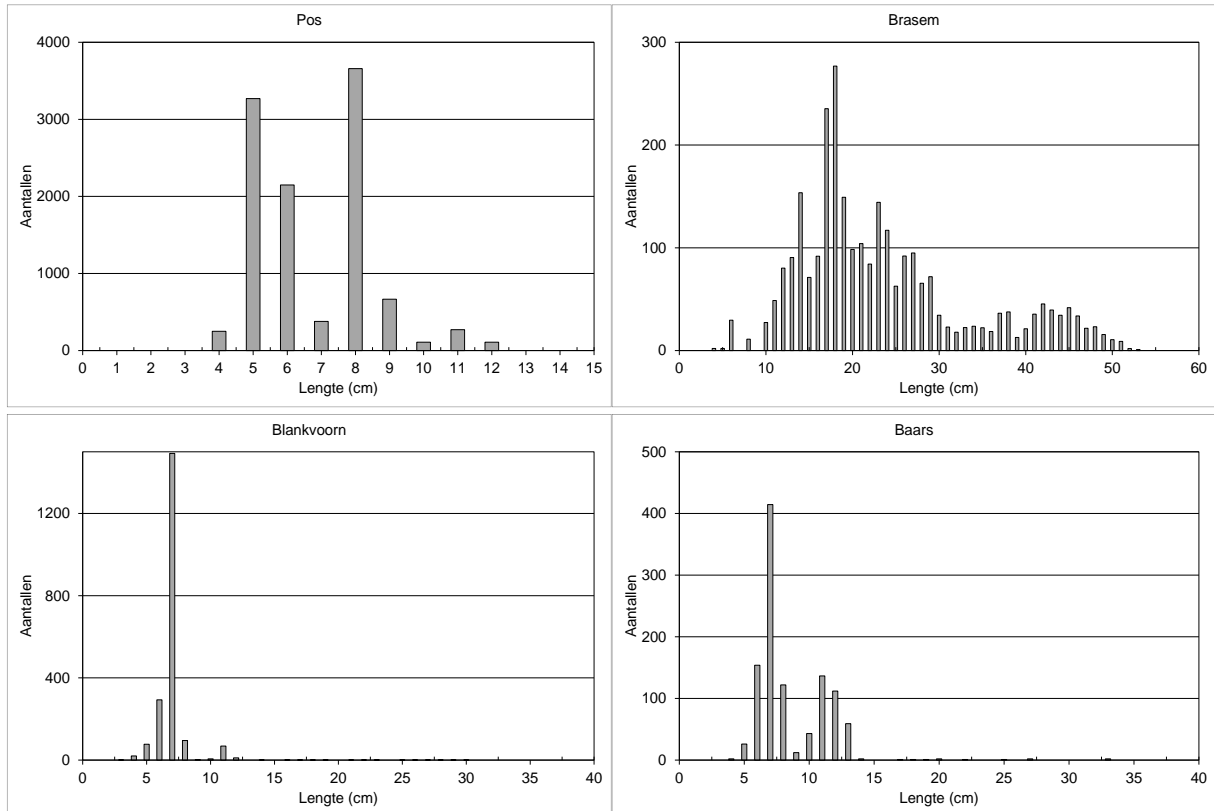 Pos
4000
3000
2000
1000
0
Aantallen
0 1 2 3 4 5 6 7 8 9 10 11 12 13 14 15
Lengte (cm)
Brasem
300
200
100
0
Aantallen
0 10 20 30 40 50 60
Lengte (cm)
Blankvoorn
1200
800
400
0
Aantallen
0 5 10 15 20 25 30 35 40
Lengte (cm)
Baars
500
400
300
200
100
0
Aantallen
0 5 10 15 20 25 30 35 40
Lengte (cm)